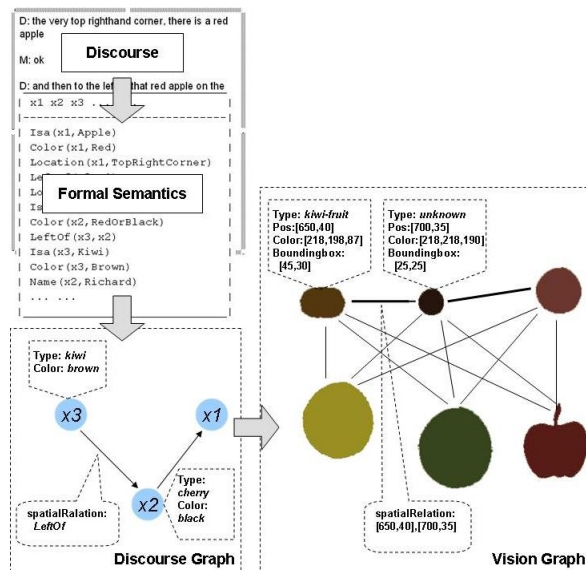 D: the very top righthand corner, there is a red
apple
Discourse
M: ok
D: and then to the left that red apple on the
x1 x2 x3 ...
Isa(x1,Apple)
Color(x1,Red)
Location(x1,TopRightCorner)
Formal Semantics
Color(x2,RedOrBlack)
LeftOf(x3,x2)
Isa(x3,Kiwi)
Color(x3,Brown)
Name(x2,Richard)
... ...
Type: kiwi
Color: brown
x3
x1
x2
Type:
cherry
Color:
black
spatialRalation:
LeftOf
Discourse Graph
Type: kiwi-fruit
Pos:[650,40]
Color:[218,198,87]
Boundingbox:
[45,30]
Type: unknown
Pos:[700,35]
Color:[218,218,190]
Boundingbox:
[25,25]
spatialRelation:
[650,40],[700,35]
Vision Graph